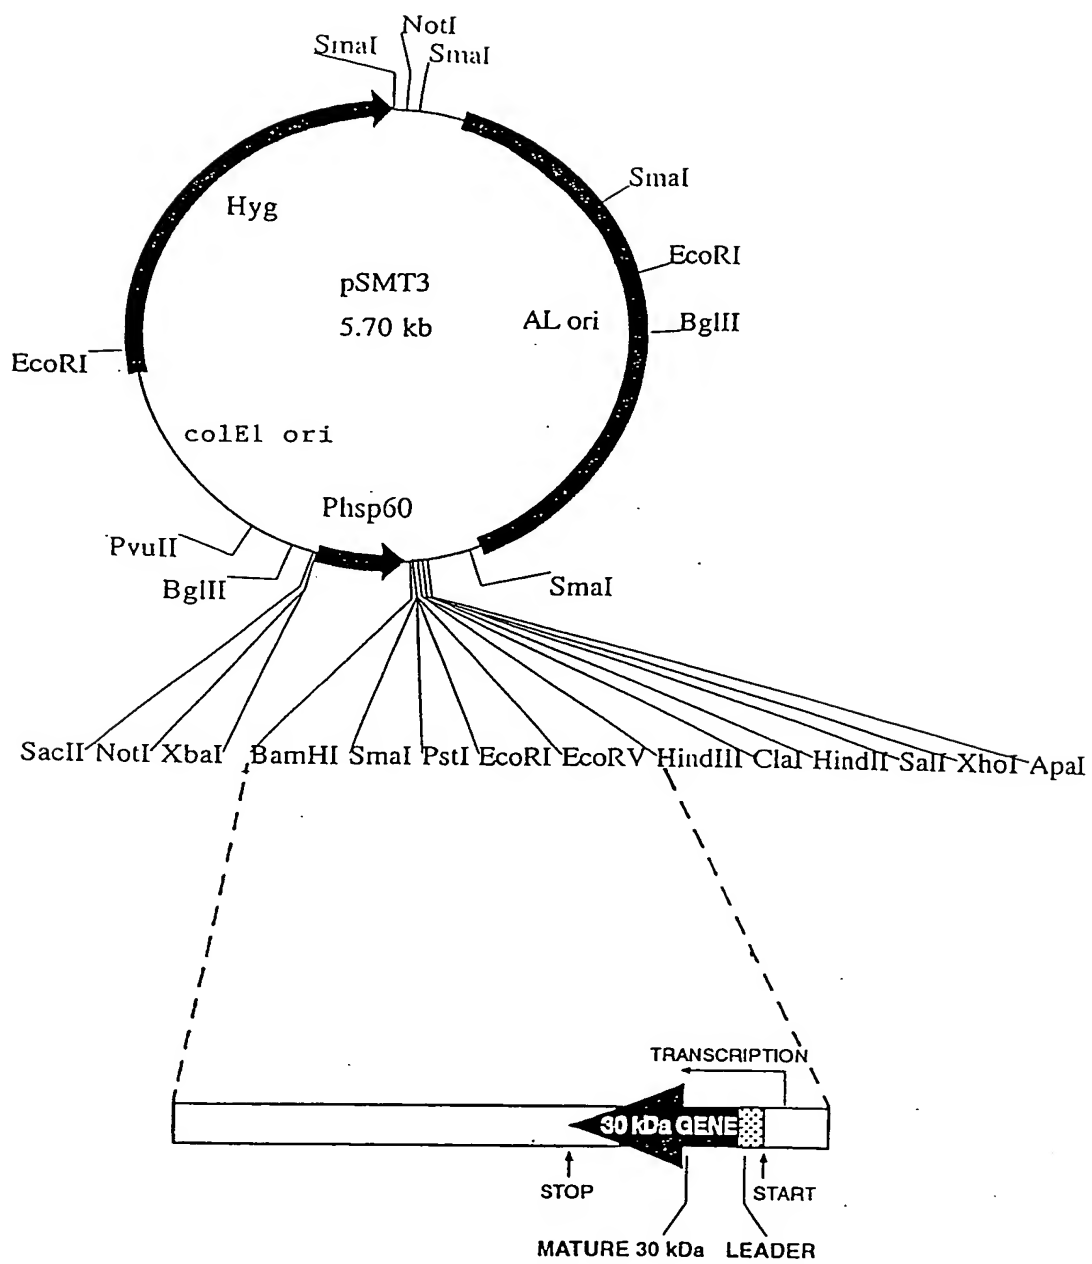 NotI
SmaI
SmaI
SmaI
Hyg
EcoRI
pSMT3
5.70 kb
AL ori
BglII
EcoRI
colEl ori
Phsp60
PvuII
BglII
SmaI
SacII NotI XbaI BamHI SmaI PstI EcoRI EcoRV HindIII ClaI HindII SalI XhoI ApaI
TRANSCRIPTION
30 kDa GENE
STOP
START
MATURE 30 kDa LEADER